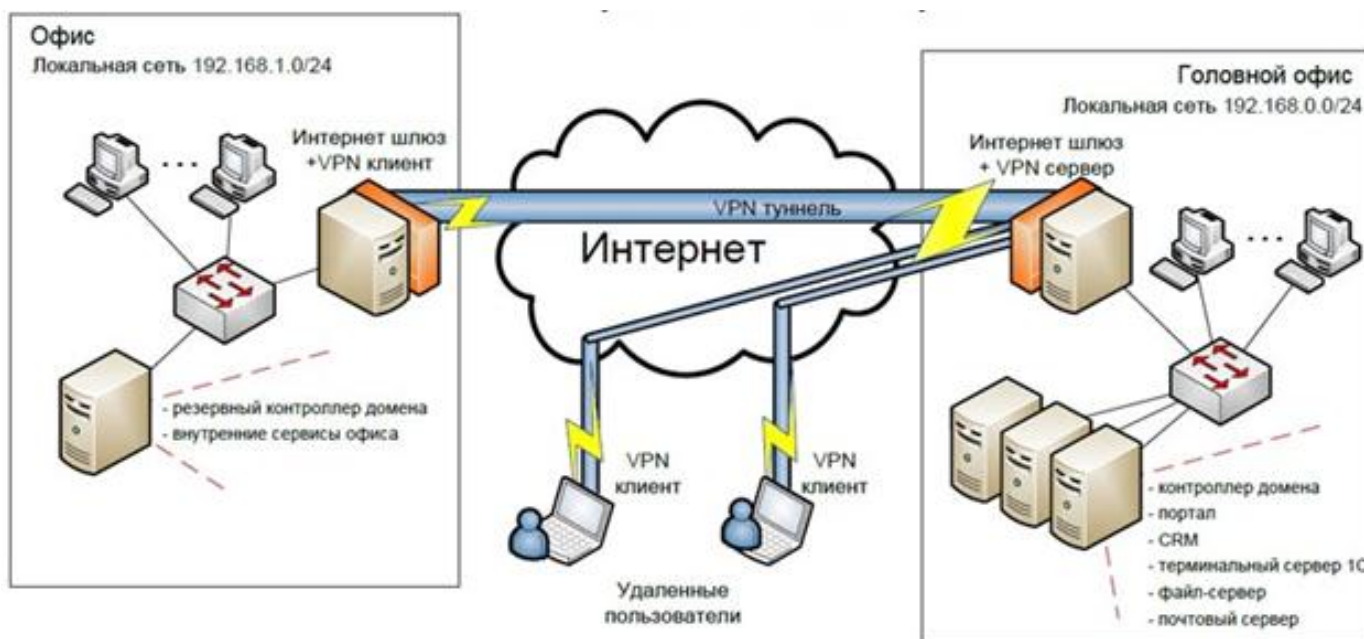 Офис
Локальная сеть 192.168.1.0/24
Интернет шлюз
+VPN клиент
- резервный контроллер домена
- внутренние сервисы офиса
VPN туннель
Интернет
VPN
клиент
VPN
клиент
Удаленные
пользователи
Головной офис
Локальная сеть 192.168.0.0/24
Интернет шлюз
+ VPN сервер
- контроллер домена
- портал
- CRM
- терминальный сервер 1С
- файл-сервер
- почтовый сервер